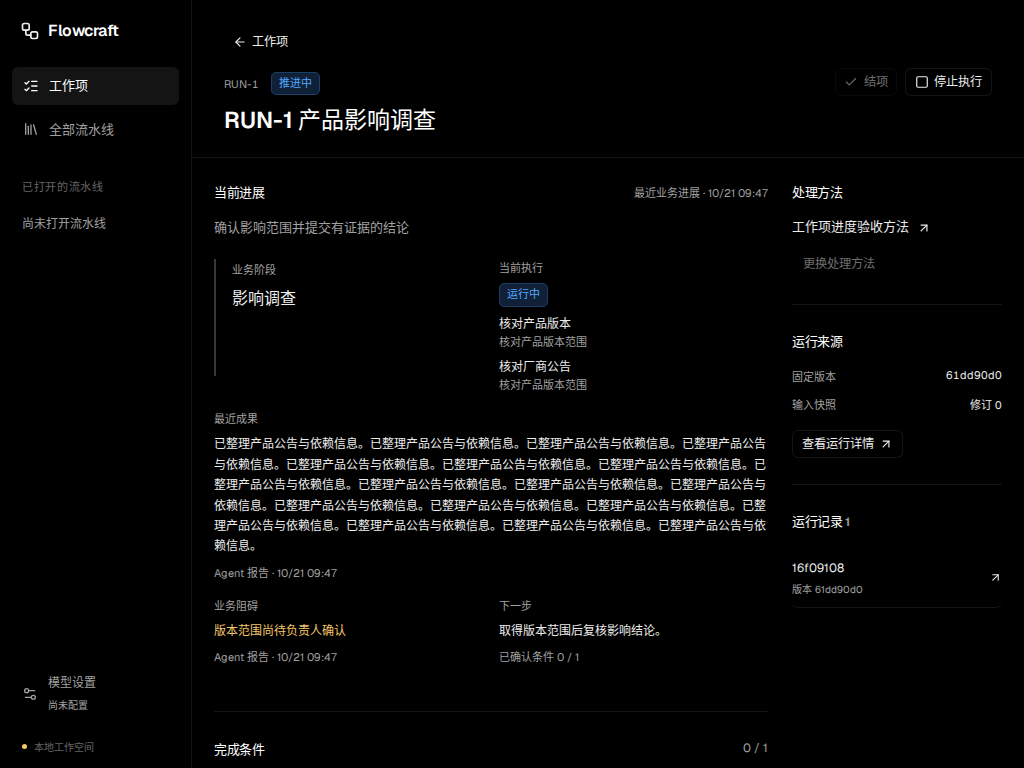 Flowcraft
工作项
全部流水线
已打开的流水线
尚未打开流水线
模型设置
尚未配置
本地工作空间
工作项
RUN-1 推进中
结项 停止执行
RUN-1 产品影响调查
当前进展 最近业务进展 · 10/21 09:47
确认影响范围并提交有证据的结论
业务阶段
影响调查
当前执行
运行中
核对产品版本
核对产品版本范围
核对厂商公告
核对产品版本范围
最近成果
已整理产品公告与依赖信息。已整理产品公告与依赖信息。已整理产品公告与依赖信息。已整理产品公告
与依赖信息。已整理产品公告与依赖信息。已整理产品公告与依赖信息。已整理产品公告与依赖信息。已
整理产品公告与依赖信息。已整理产品公告与依赖信息。已整理产品公告与依赖信息。已整理产品公告与
依赖信息。已整理产品公告与依赖信息。已整理产品公告与依赖信息。已整理产品公告与依赖信息。已整
理产品公告与依赖信息。已整理产品公告与依赖信息。已整理产品公告与依赖信息。已整理产品公告与依
赖信息。
Agent 报告 · 10/21 09:47
业务阻碍
版本范围尚待负责人确认
Agent 报告 · 10/21 09:47
下一步
取得版本范围后复核影响结论。
已确认条件 0 / 1
完成条件 0 / 1
处理方法
工作项进度验收方法
更换处理方法
运行来源
固定版本 61dd90d0
输入快照 修订 0
查看运行详情
运行记录 1
16f09108
版本 61dd90d0